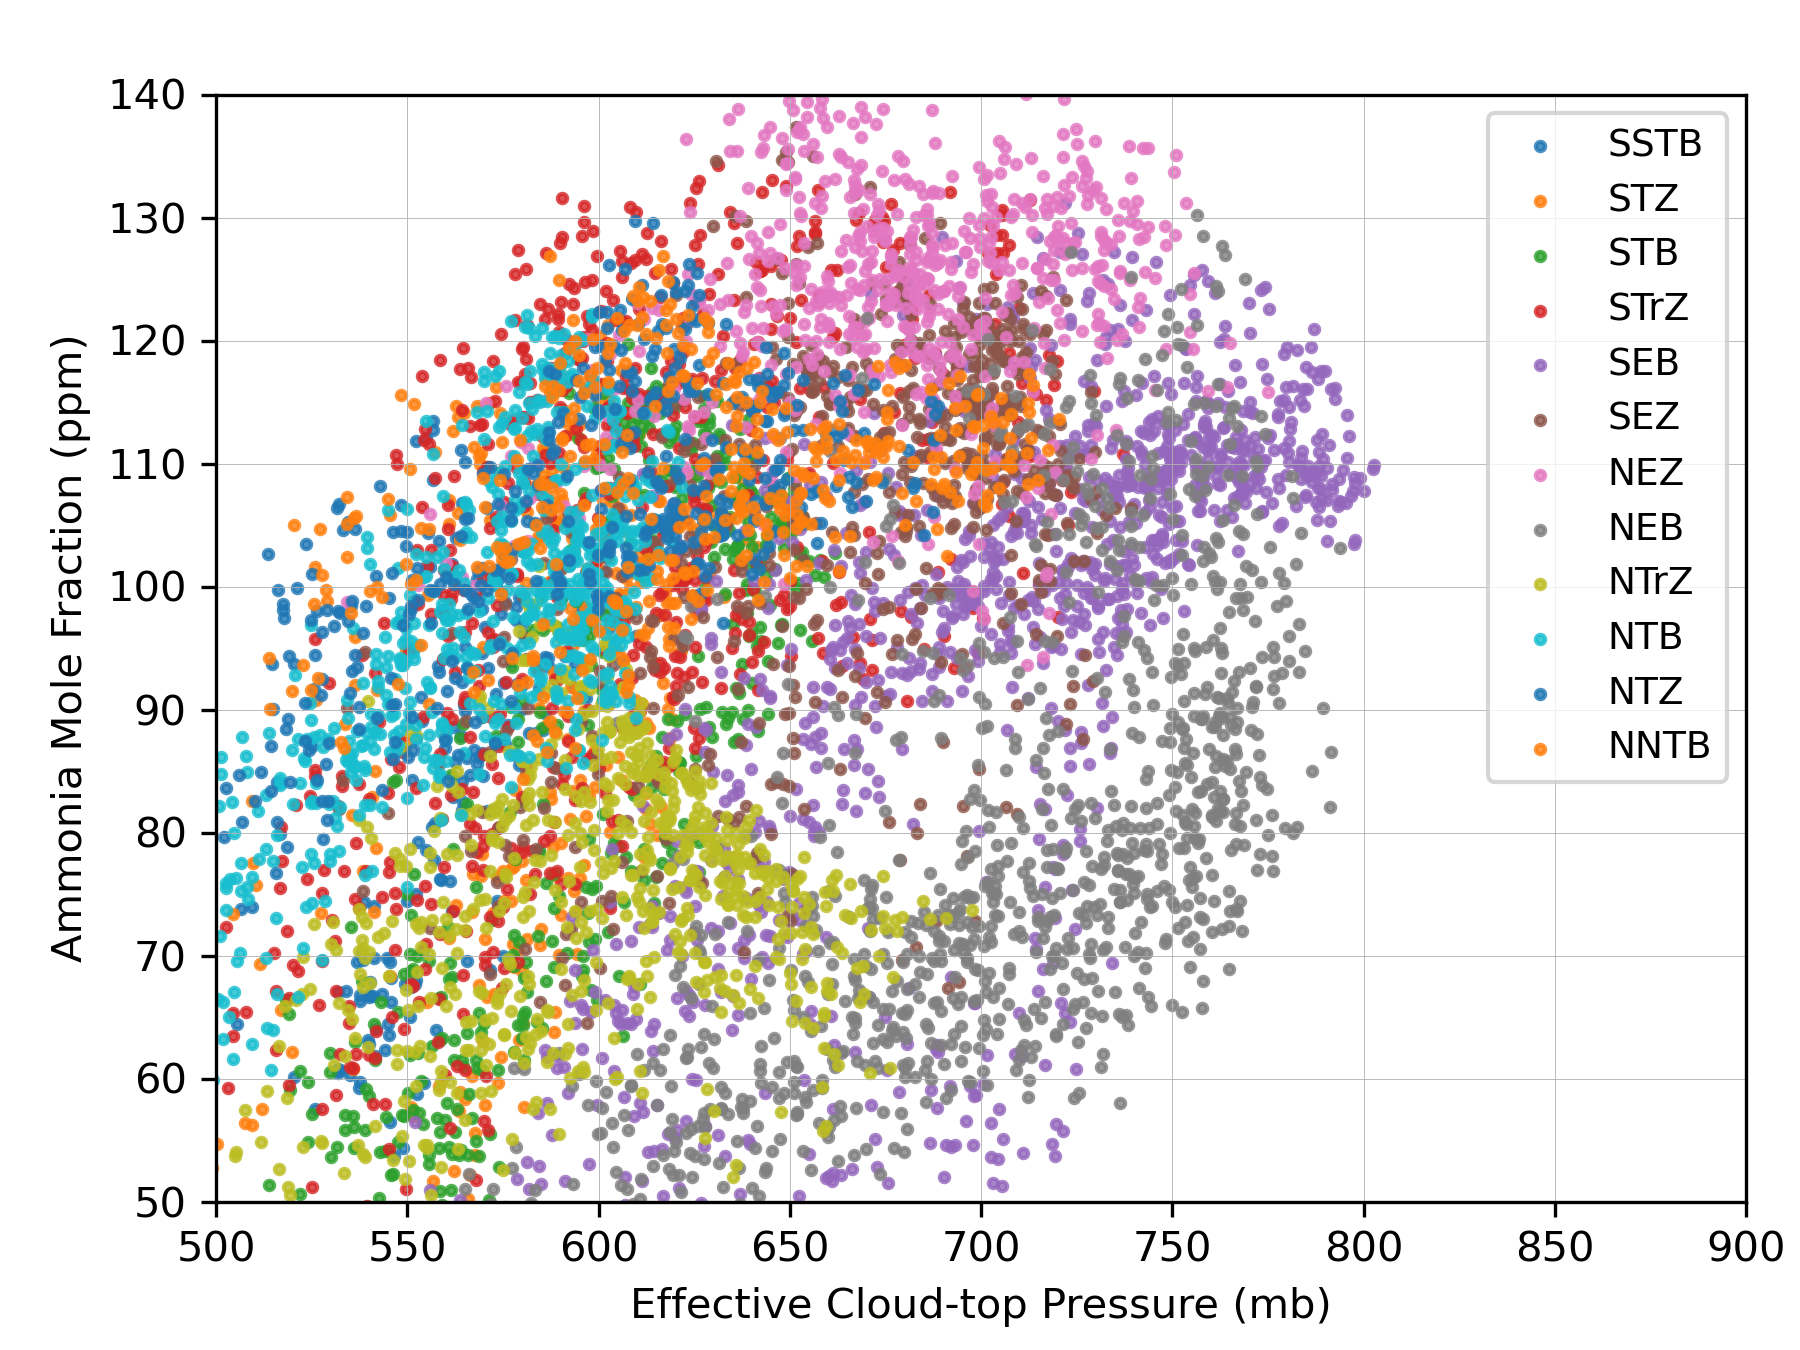 140
130
120
110
100
90
80
70
60
50
Ammonia Mole Fraction (ppm)
500 550 600 650 700 750 800 850 900
Effective Cloud-top Pressure (mb)
SSTB
STZ
STB
STrZ
SEB
SEZ
NEZ
NEB
NTrZ
NTB
NTZ
NNTB